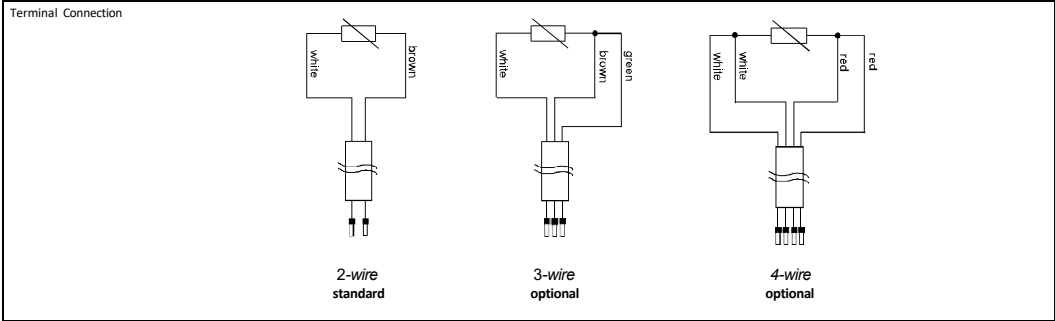 Terminal Connection
white
brown
white
brown
green
white
white
red
red
2-wire
standard
3-wire
optional
4-wire
optional